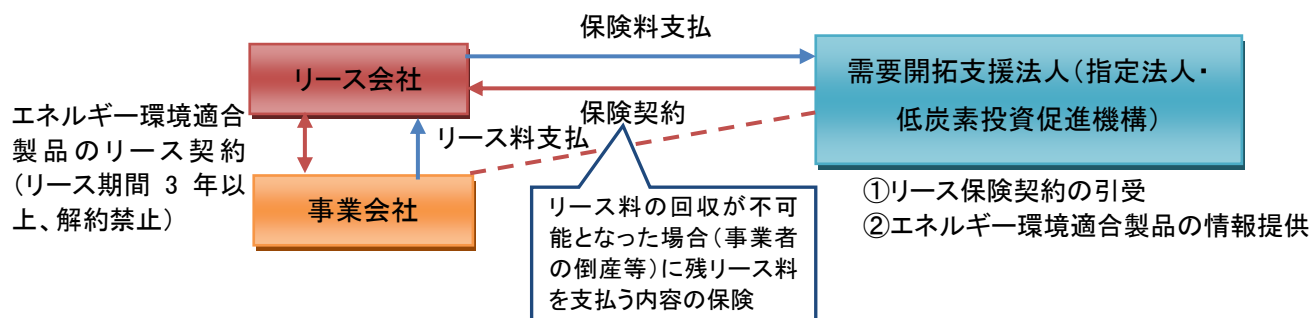 保険料支払
リース会社
需要開拓支援法人（指定法人・
低炭素投資促進機構）
保険契約
エネルギー環境適合
製品のリース契約
（リース期間 3 年以
上、解約禁止）
リース料支払
事業会社
リース料の回収が不可
能となった場合（事業者
の倒産等）に残リース料
を支払う内容の保険
①リース保険契約の引受
②エネルギー環境適合製品の情報提供